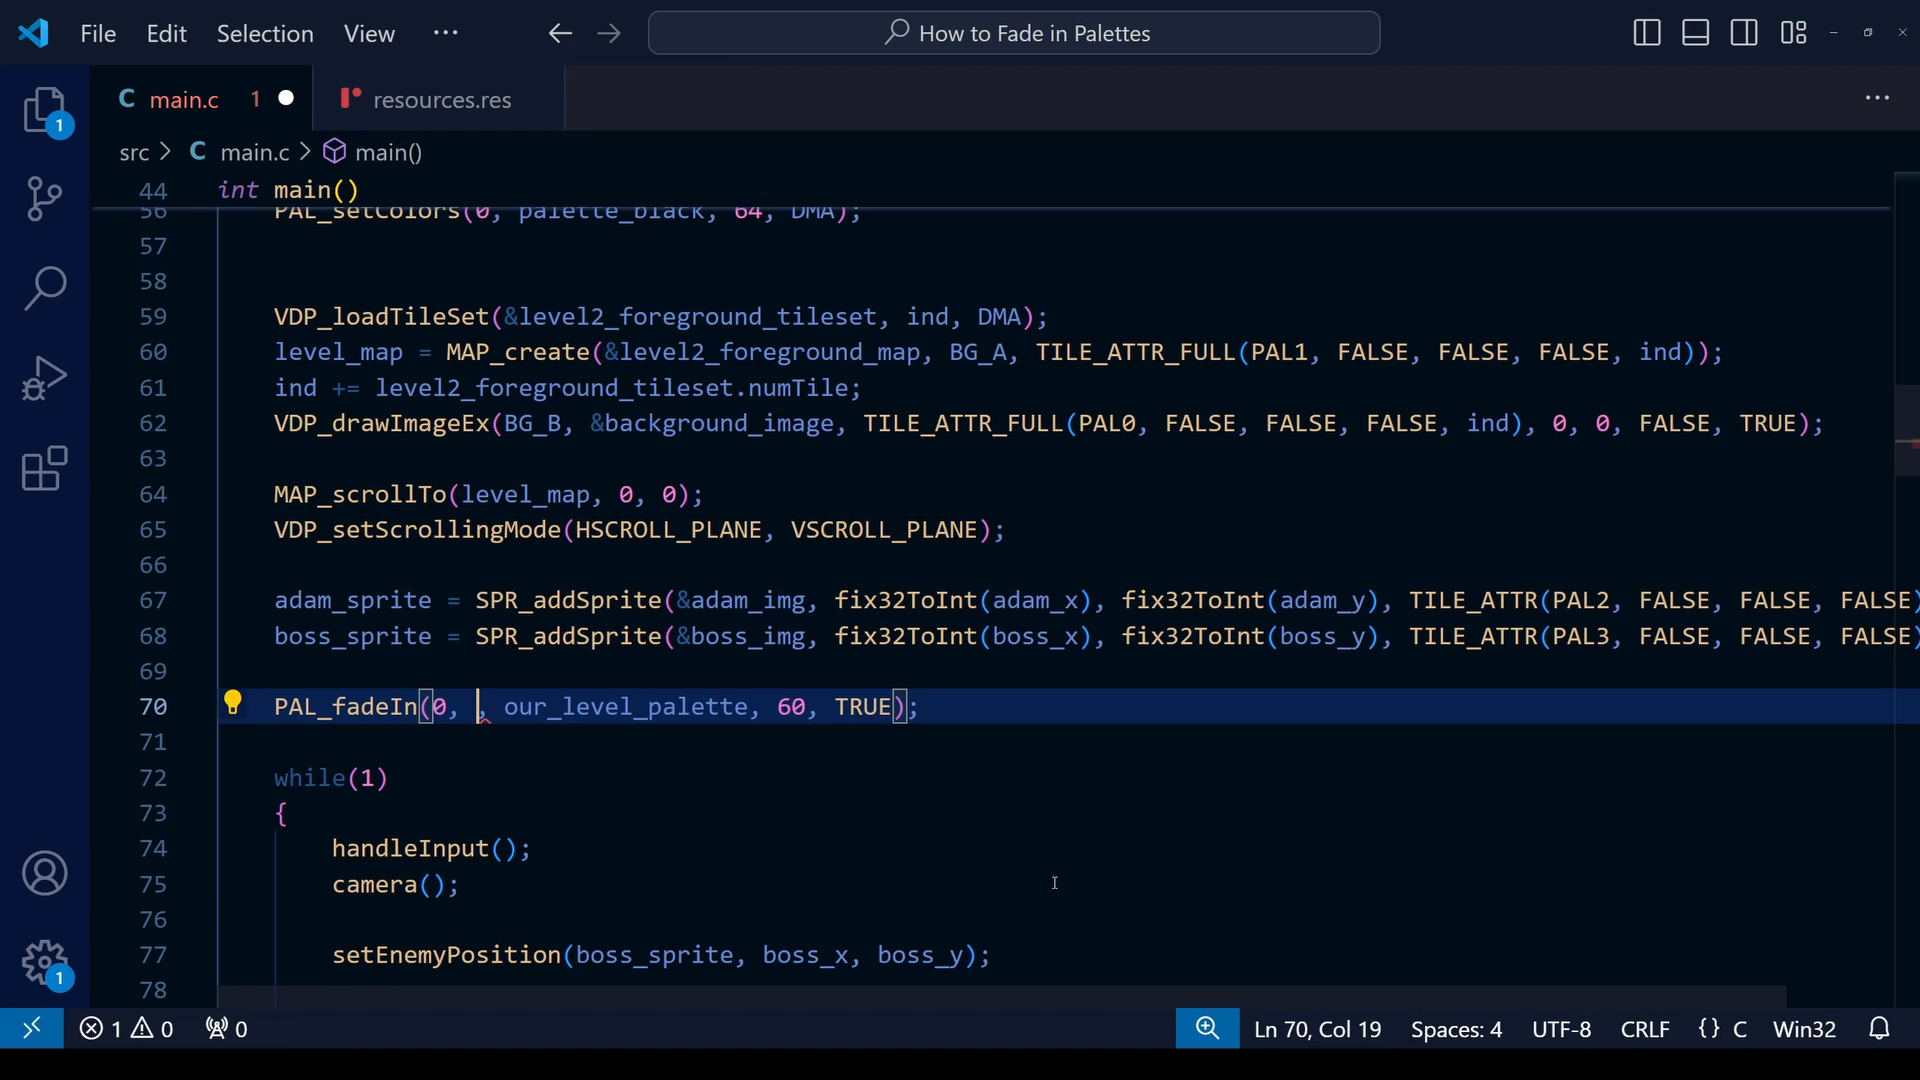 File Edit Selection View ··· How to Fade in Palettes
main.c 1 resources.res
src > C main.c > main()
44 int main()
56 PAL_setColors(0, palette_black, 64, DMA);
57
58
59 VDP_loadTileSet(&level2_foreground_tileset, ind, DMA);
60 level_map = MAP_create(&level2_foreground_map, BG_A, TILE_ATTR_FULL(PAL1, FALSE, FALSE, FALSE, ind));
61 ind += level2_foreground_tileset.numTile;
62 VDP_drawImageEx(BG_B, &background_image, TILE_ATTR_FULL(PAL0, FALSE, FALSE, FALSE, ind), 0, 0, FALSE, TRUE);
63
64 MAP_scrollTo(level_map, 0, 0);
65 VDP_setScrollingMode(HSCROLL_PLANE, VSCROLL_PLANE);
66
67 adam_sprite = SPR_addSprite(&adam_img, fix32ToInt(adam_x), fix32ToInt(adam_y), TILE_ATTR(PAL2, FALSE, FALSE, FALSE)
68 boss_sprite = SPR_addSprite(&boss_img, fix32ToInt(boss_x), fix32ToInt(boss_y), TILE_ATTR(PAL3, FALSE, FALSE, FALSE)
69
70 PAL_fadeIn(0, , our_level_palette, 60, TRUE);
71
72 while(1)
73 {
74 handleInput();
75 camera();
76
77 setEnemyPosition(boss_sprite, boss_x, boss_y);
78
1 0 0 Ln 70, Col 19 Spaces: 4 UTF-8 CRLF {} C Win32